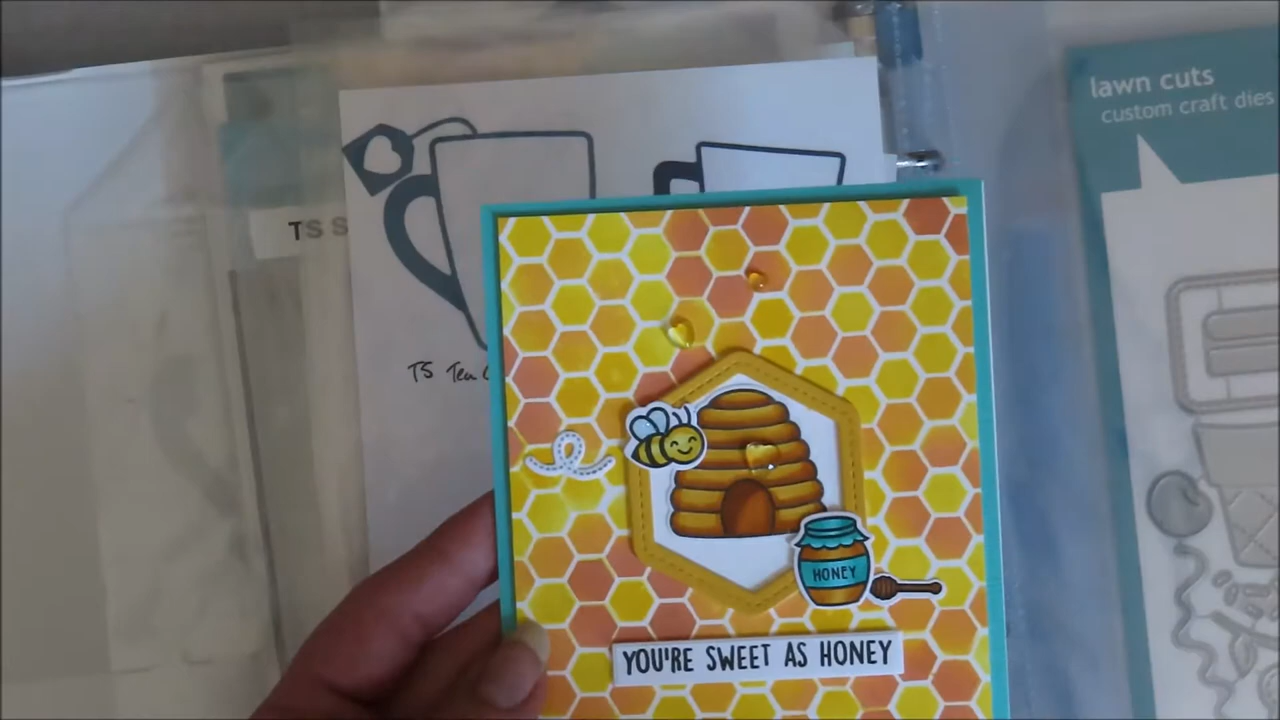 lawn cuts
custom craft dies
TS S
TS Tea
HONEY
YOU'RE SWEET AS HONEY